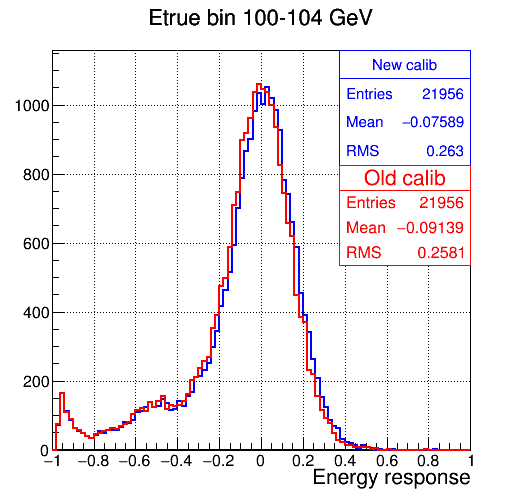 Etrue bin 100-104 GeV
New calib
Entries 21956
Mean −0.07589
RMS 0.263
Old calib
Entries 21956
Mean −0.09139
RMS 0.2581
1000
800
600
400
200
0
−1 −0.8 −0.6 −0.4 −0.2 0 0.2 0.4 0.6 0.8 1
Energy response